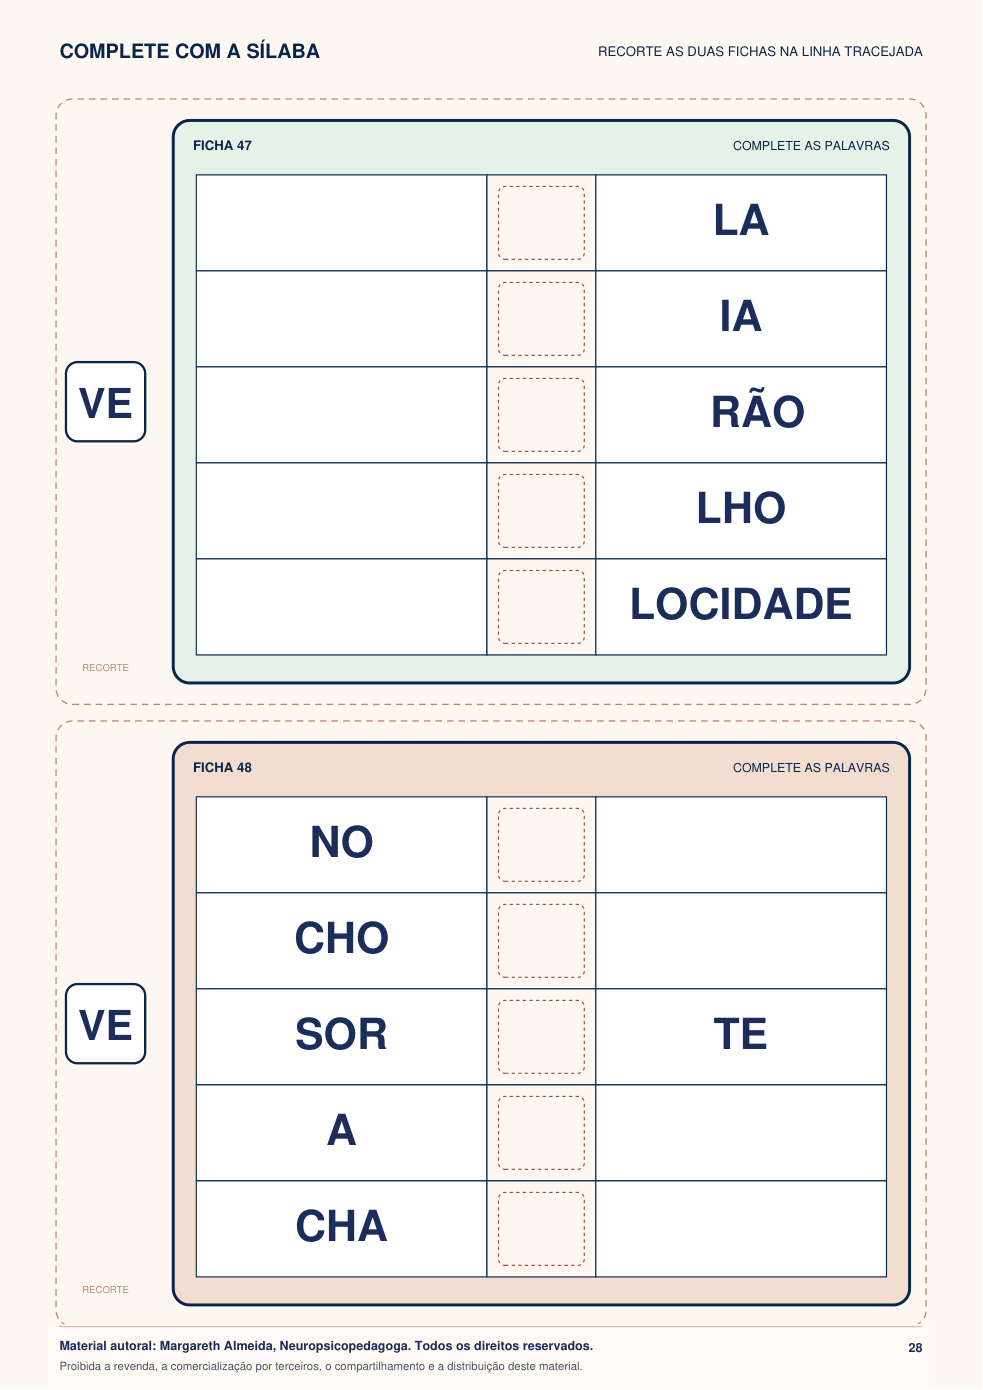 COMPLETE COM A SÍLABA
RECORTE AS DUAS FICHAS NA LINHA TRACEJADA
FICHA 47
COMPLETE AS PALAVRAS
LA
IA
RÃO
LHO
LOCIDADE
VE
RECORTE
FICHA 48
COMPLETE AS PALAVRAS
NO
CHO
SOR TE
A
CHA
VE
RECORTE
Material autoral: Margareth Almeida, Neuropsicopedagoga. Todos os direitos reservados.
28
Proibida a revenda, a comercialização por terceiros, o compartilhamento e a distribuição deste material.